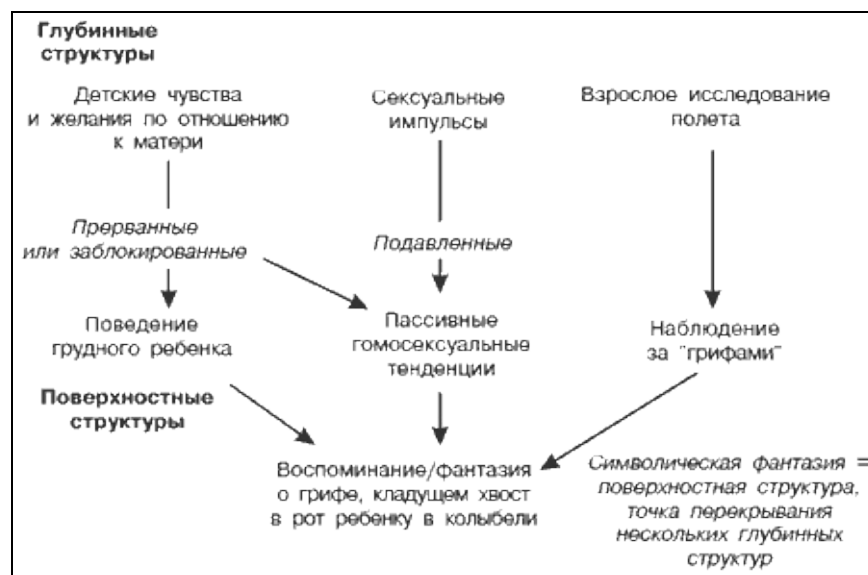 Глубинные
структуры
Детские чувства
и желания по отношению
к матери
Сексуальные
импульсы
Взрослое исследование
полета
Прерванные
или заблокированные
Подавленные
Поведение
грудного ребенка
Пассивные
гомосексуальные
тенденции
Наблюдение
за "грифами"
Поверхностные
структуры
Воспоминание/фантазия
о грифе, кладущем хвост
в рот ребенку в колыбели
Символическая фантазия =
поверхностная структура,
точка перекрывания
нескольких глубинных
структур